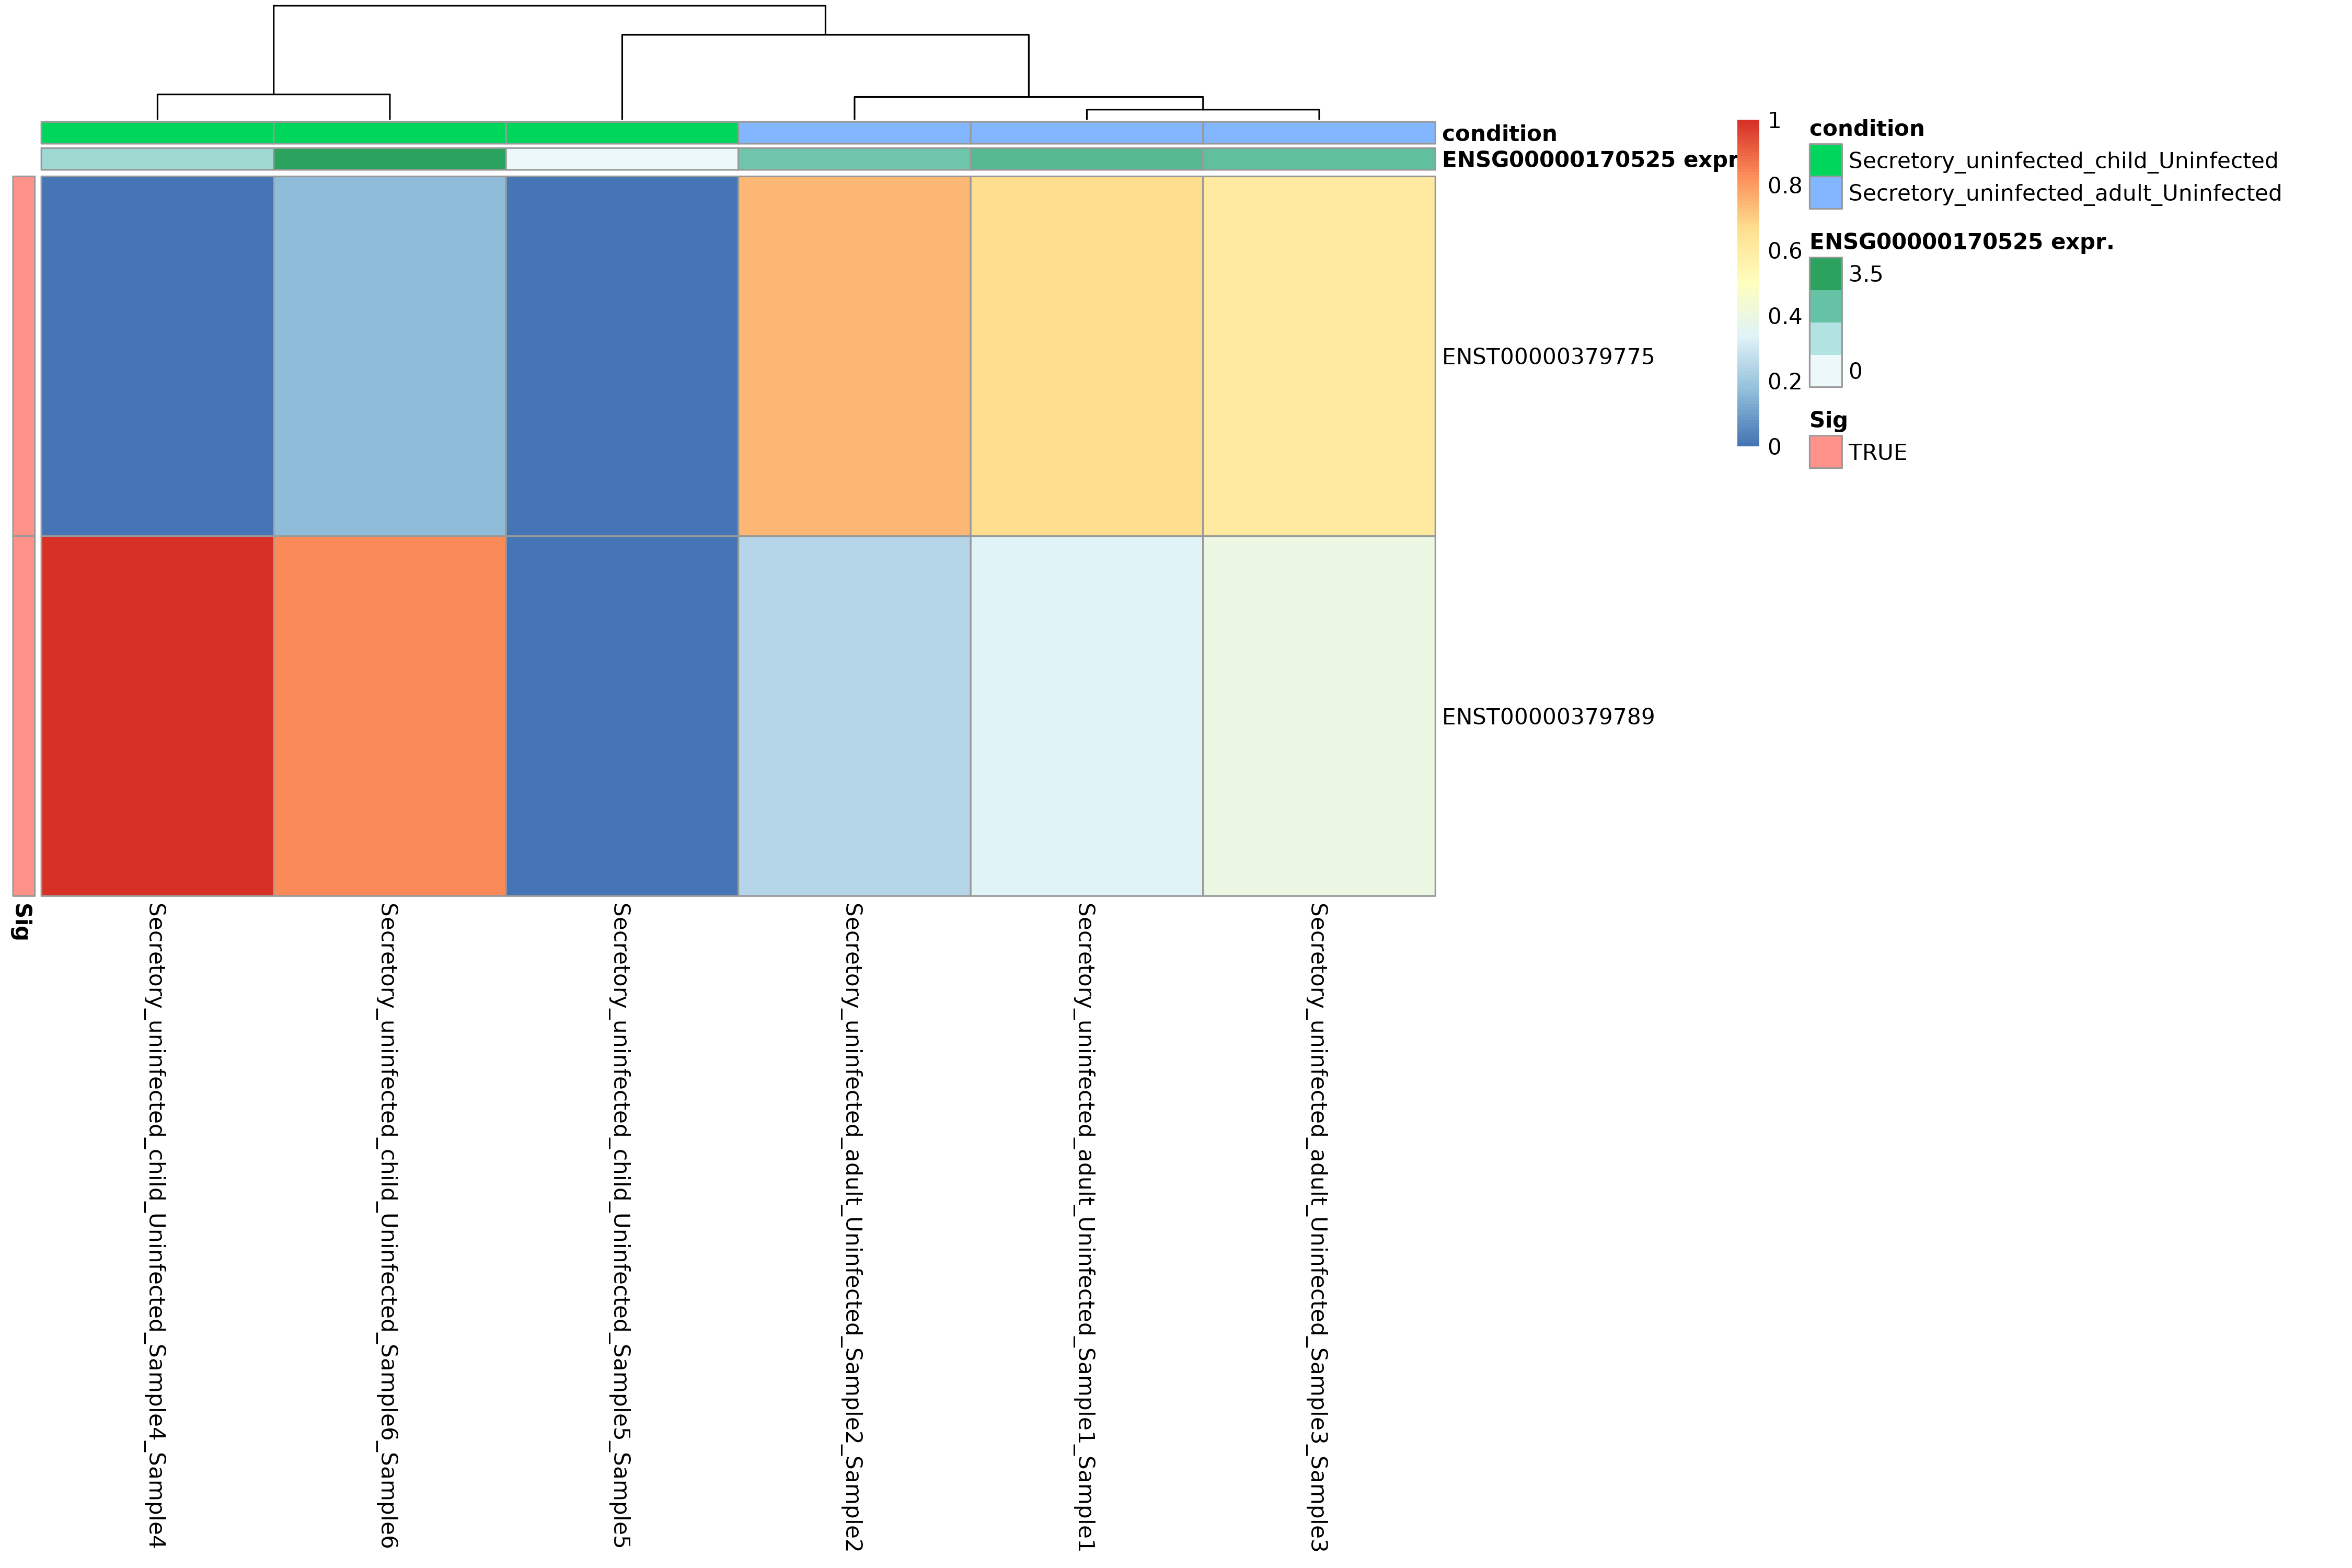 condition
ENSG00000170525 expr
ENST00000379775
ENST00000379789
Sig
Secretory_uninfected_child_Uninfected_Sample4_Sample4
Secretory_uninfected_child_Uninfected_Sample6_Sample6
Secretory_uninfected_child_Uninfected_Sample5_Sample5
Secretory_uninfected_adult_Uninfected_Sample2_Sample2
Secretory_uninfected_adult_Uninfected_Sample1_Sample1
Secretory_uninfected_adult_Uninfected_Sample3_Sample3
1
0.8
0.6
0.4
0.2
0
condition
Secretory_uninfected_child_Uninfected
Secretory_uninfected_adult_Uninfected
ENSG00000170525 expr.
3.5
0
Sig
TRUE